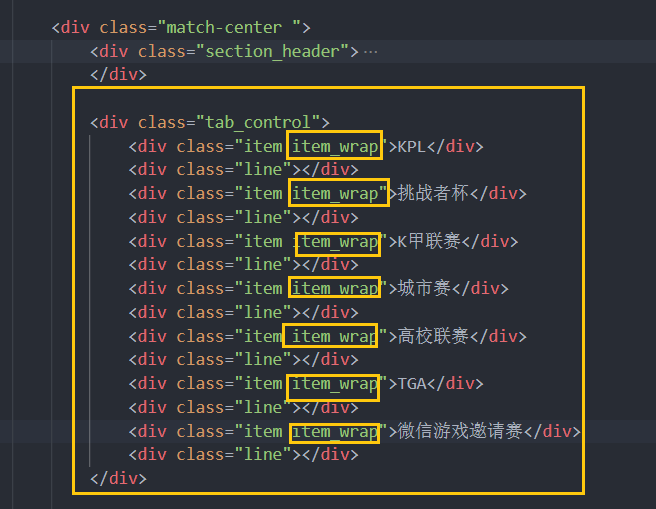 <div class="match-center ">
<div class="section_header">…
</div>
<div class="tab_control">
<div class="item item_wrap">KPL</div>
<div class="line"></div>
<div class="item item_wrap">挑战者杯</div>
<div class="line"></div>
<div class="item item_wrap">K甲联赛</div>
<div class="line"></div>
<div class="item item_wrap">城市赛</div>
<div class="line"></div>
<div class="item item_wrap">高校联赛</div>
<div class="line"></div>
<div class="item item_wrap">TGA</div>
<div class="line"></div>
<div class="item item_wrap">微信游戏邀请赛</div>
<div class="line"></div>
</div>